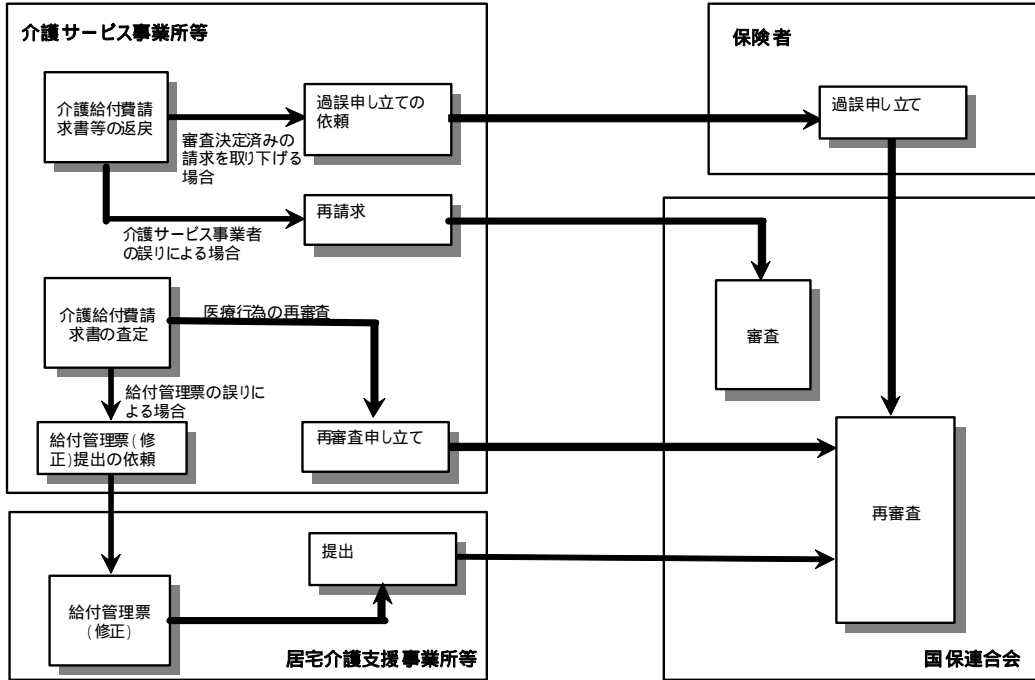 介護サービス事業所等
保険者
介護給付費請
求書等の返戻
過誤申し立ての
依頼
過誤申し立て
審査決定済みの
請求を取り下げる
場合
再請求
介護サービス事業者
の誤りによる場合
介護給付費請
求書の査定
医療行為の再審査
審査
給付管理票の誤りに
よる場合
給付管理票(修
正)提出の依頼
再審査申し立て
再審査
提出
給付管理票
(修正)
居宅介護支援事業所等
国保連合会